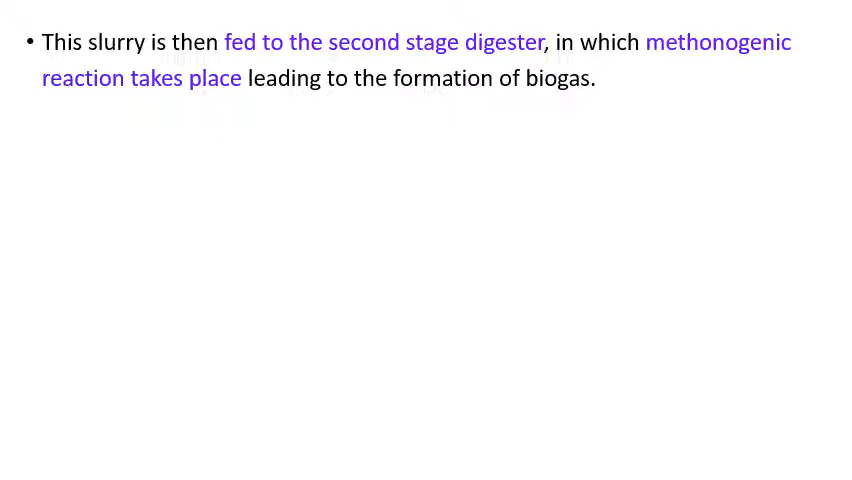 • This slurry is then fed to the second stage digester, in which methonogenic
reaction takes place leading to the formation of biogas.